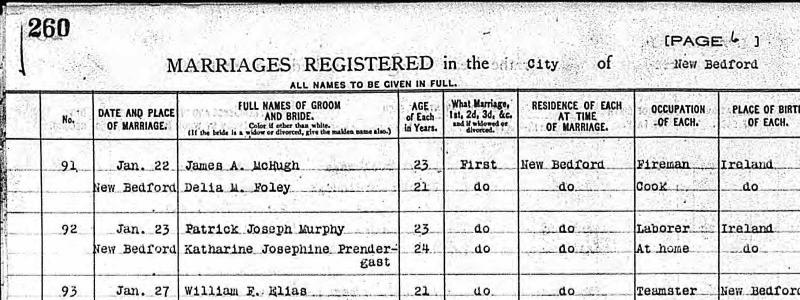 260
[PAGE 6 ]
MARRIAGES REGISTERED in the City of New Bedford
ALL NAMES TO BE GIVEN IN FULL.
No. DATE AND PLACE OF MARRIAGE. FULL NAMES OF GROOM AND BRIDE. Color if other than white. (If the bride is a widow or divorced, give the maiden name also.) AGE of Each in Years. What Marriage, 1st, 2d, 3d, &c. and if widowed or divorced. RESIDENCE OF EACH AT TIME OF MARRIAGE. OCCUPATION OF EACH. PLACE OF BIRTH OF EACH.
91 Jan. 22 James A. McHugh 23 First New Bedford Fireman Ireland
New Bedford Delia M. Foley 21 do do Cook do
92 Jan. 23 Patrick Joseph Murphy 23 do do Laborer Ireland
New Bedford Katharine Josephine Prender- 24 do do At home do
gast
93 Jan. 27 William F. Elias 21 do do Teamster New Bedford